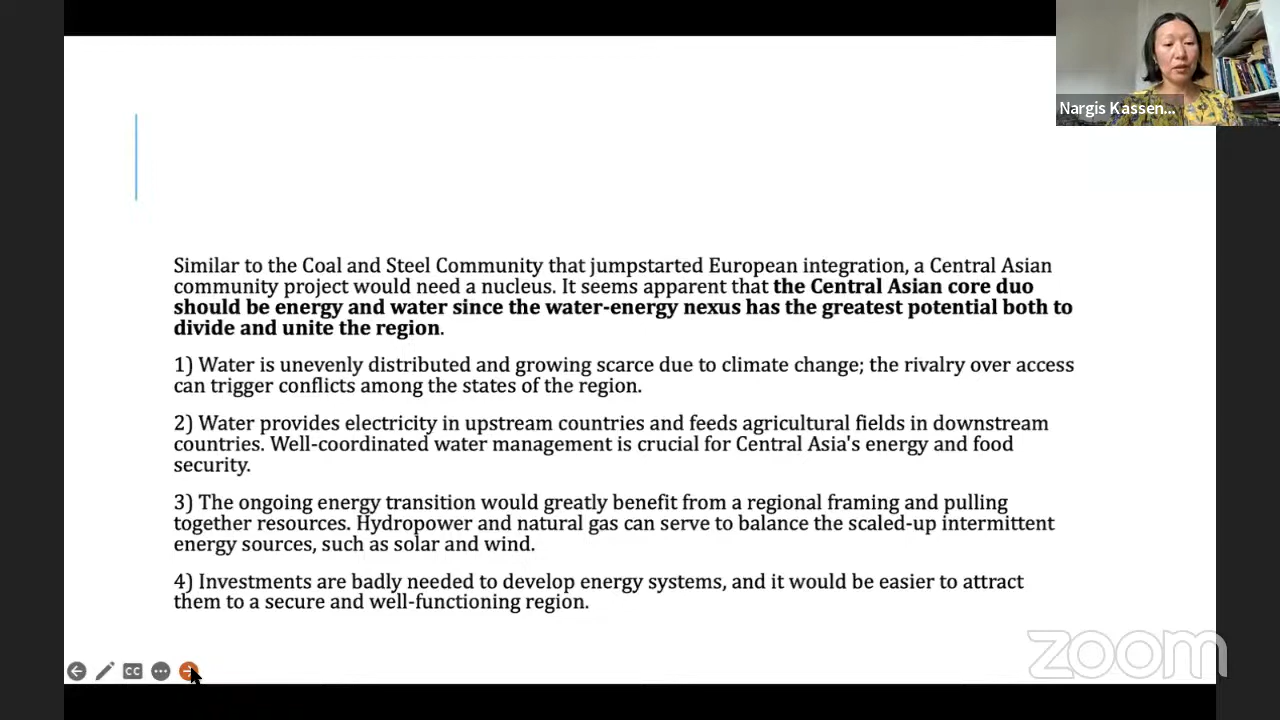 Nargis Kassen...
Similar to the Coal and Steel Community that jumpstarted European integration, a Central Asian
community project would need a nucleus. It seems apparent that the Central Asian core duo
should be energy and water since the water-energy nexus has the greatest potential both to
divide and unite the region.
1) Water is unevenly distributed and growing scarce due to climate change; the rivalry over access
can trigger conflicts among the states of the region.
2) Water provides electricity in upstream countries and feeds agricultural fields in downstream
countries. Well-coordinated water management is crucial for Central Asia's energy and food
security.
3) The ongoing energy transition would greatly benefit from a regional framing and pulling
together resources. Hydropower and natural gas can serve to balance the scaled-up intermittent
energy sources, such as solar and wind.
4) Investments are badly needed to develop energy systems, and it would be easier to attract
them to a secure and well-functioning region.
CC
zoom